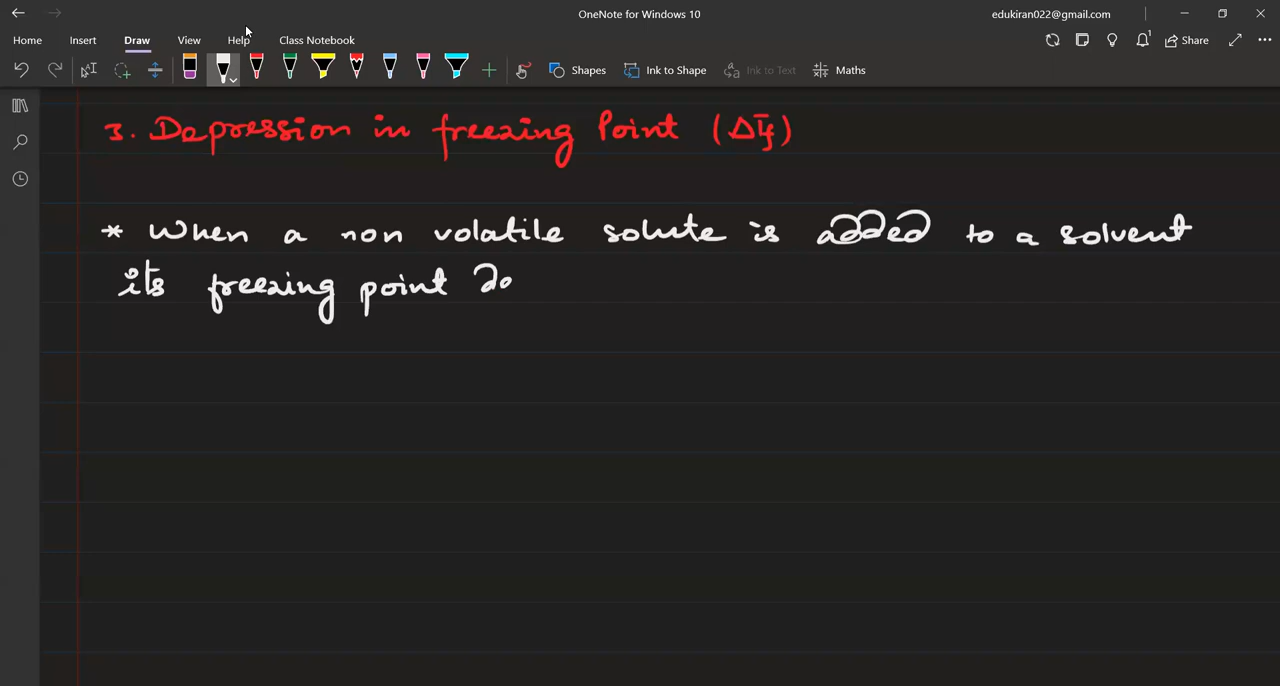 OneNote for Windows 10
edukiran022@gmail.com
Home Insert Draw View Help Class Notebook
Share
Shapes Ink to Shape Ink to Text Maths
3. Depression in freezing Point (ΔTf)
* When a non volatile solute is added to a solvent
its freezing point de